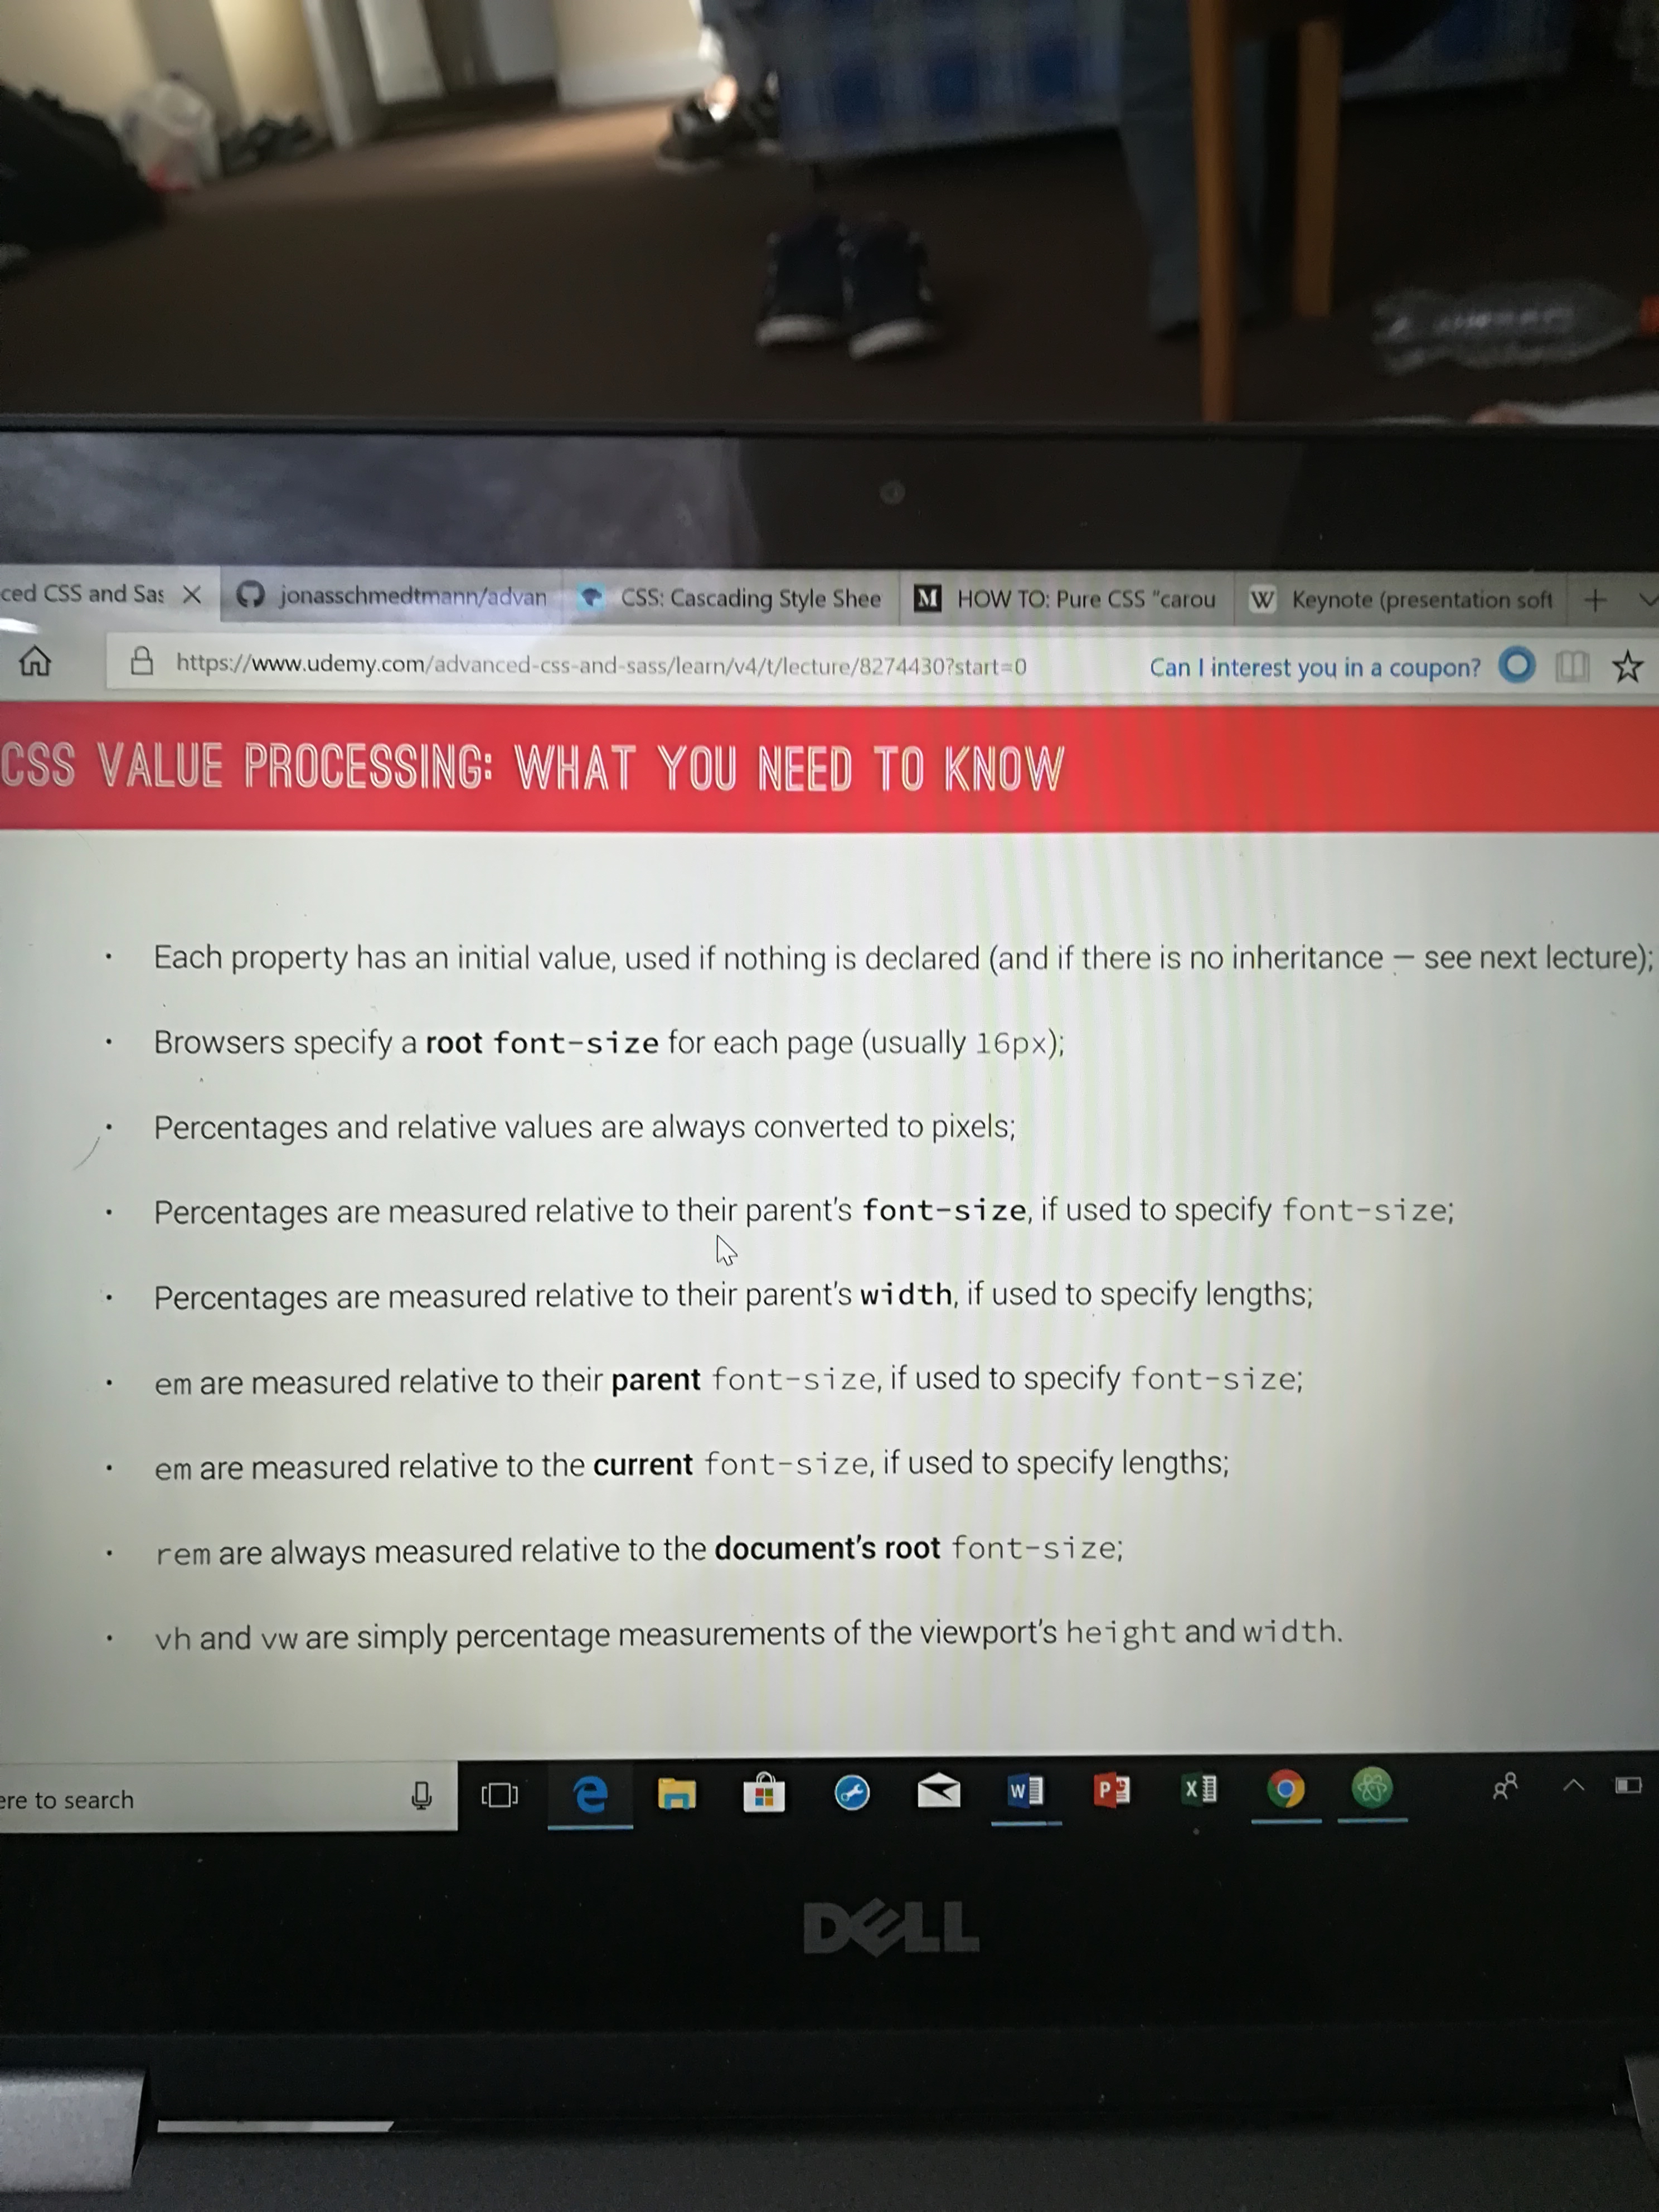 ced CSS and Sas
jonasschmedtmann/advan
CSS: Cascading Style Shee
M HOW TO: Pure CSS "carou
W Keynote (presentation soft
https://www.udemy.com/advanced-css-and-sass/learn/v4/t/lecture/8274430?start=0
Can I interest you in a coupon?
CSS VALUE PROCESSING: WHAT YOU NEED TO KNOW
• Each property has an initial value, used if nothing is declared (and if there is no inheritance – see next lecture);
• Browsers specify a root font-size for each page (usually 16px);
• Percentages and relative values are always converted to pixels;
• Percentages are measured relative to their parent's font-size, if used to specify font-size;
• Percentages are measured relative to their parent's width, if used to specify lengths;
• em are measured relative to their parent font-size, if used to specify font-size;
• em are measured relative to the current font-size, if used to specify lengths;
• rem are always measured relative to the document's root font-size;
• vh and vw are simply percentage measurements of the viewport's height and width.
ere to search
DELL